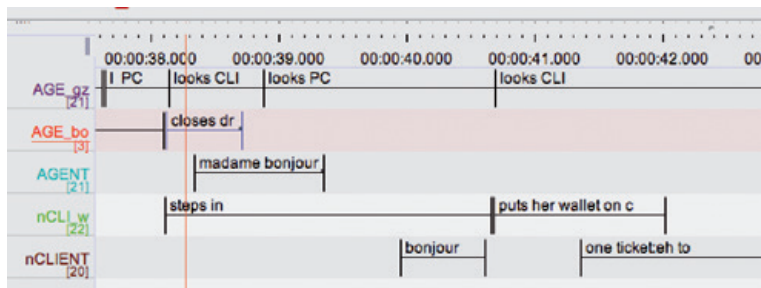 00:00:38.000 00:00:39.000 00:00:40.000 00:00:41.000 00:00:42.000 00
l PC looks CLI looks PC looks CLI
AGE_gz
[21]
closes dr
AGE_bo
[3]
madame bonjour
AGENT
[21]
steps in puts her wallet on c
nCLI_w
[22]
bonjour one ticket:eh to
nCLIENT
[20]